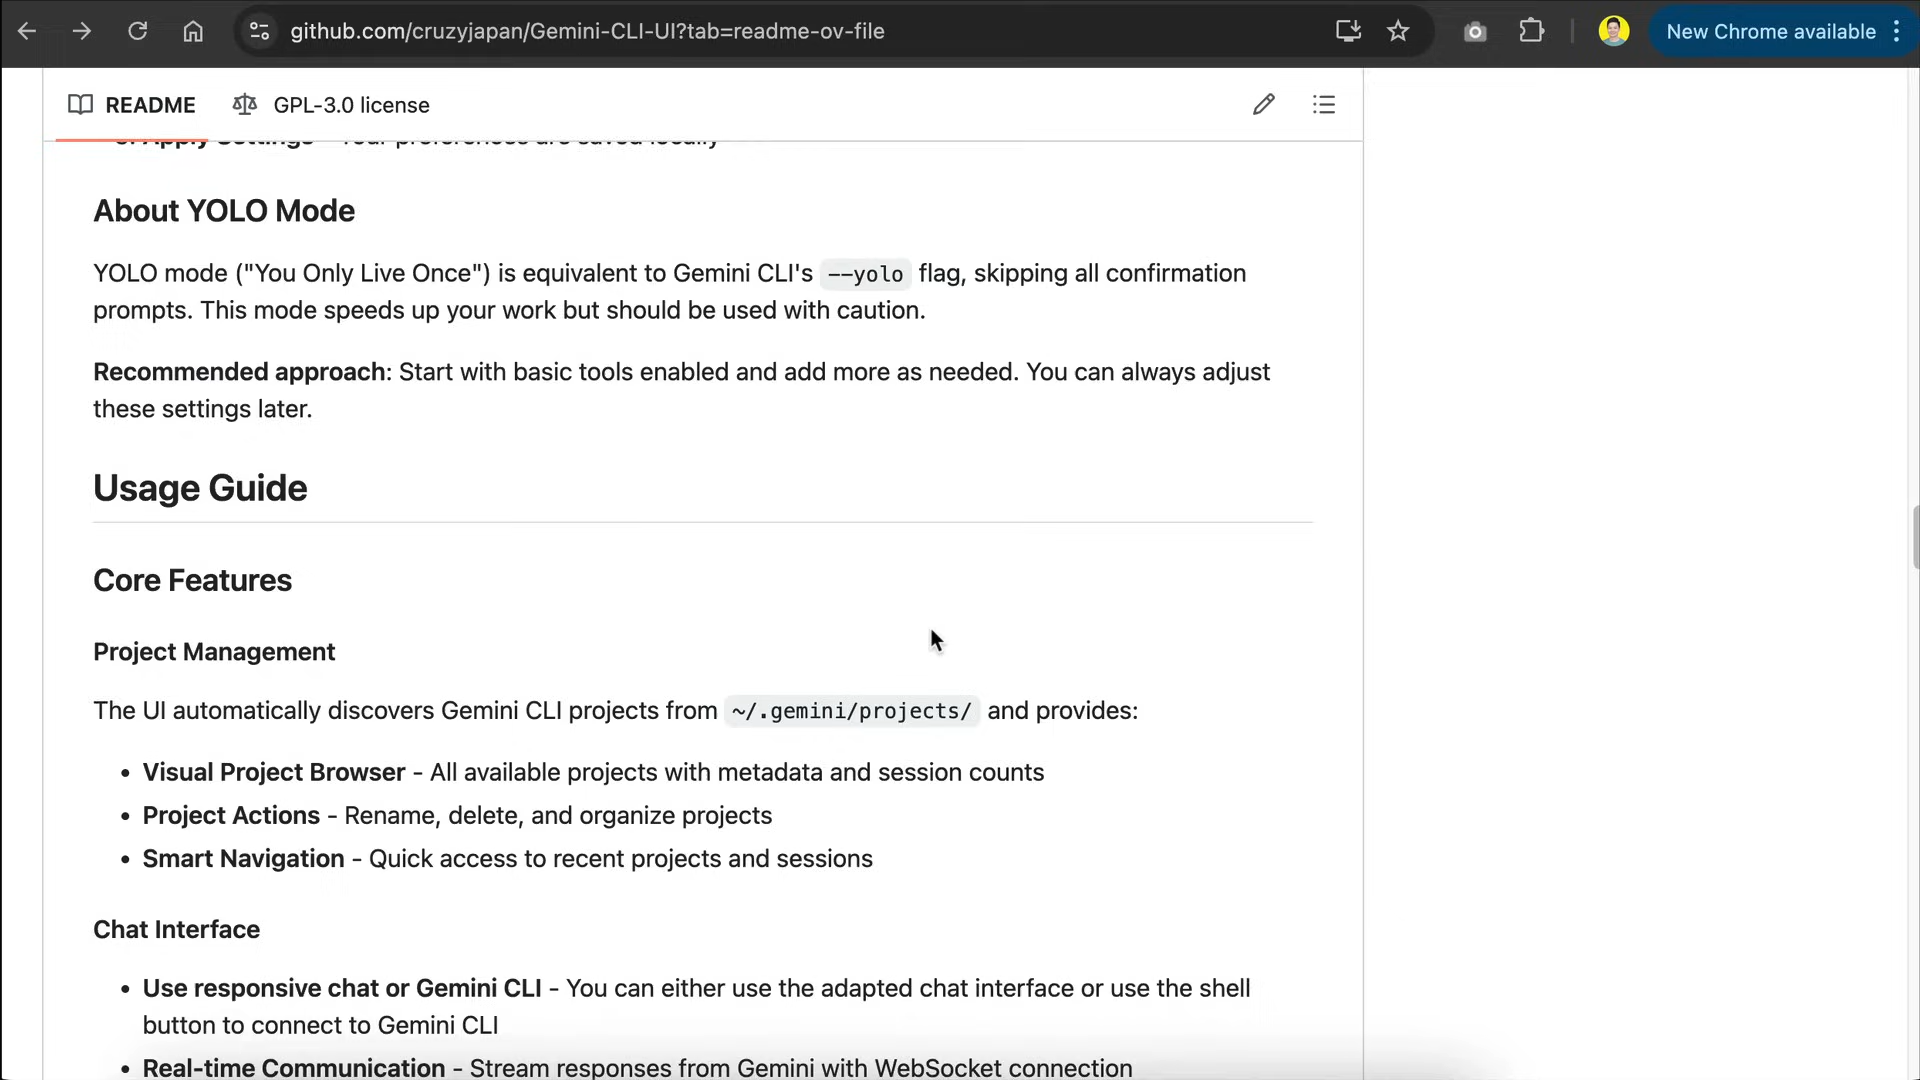 github.com/cruzyjapan/Gemini-CLI-UI?tab=readme-ov-file
New Chrome available
README
GPL-3.0 license
Apply Settings - Your preferences are saved locally
About YOLO Mode
YOLO mode ("You Only Live Once") is equivalent to Gemini CLI's --yolo flag, skipping all confirmation
prompts. This mode speeds up your work but should be used with caution.
Recommended approach: Start with basic tools enabled and add more as needed. You can always adjust
these settings later.
Usage Guide
Core Features
Project Management
The UI automatically discovers Gemini CLI projects from ~/.gemini/projects/ and provides:
• Visual Project Browser - All available projects with metadata and session counts
• Project Actions - Rename, delete, and organize projects
• Smart Navigation - Quick access to recent projects and sessions
Chat Interface
• Use responsive chat or Gemini CLI - You can either use the adapted chat interface or use the shell
button to connect to Gemini CLI
• Real-time Communication - Stream responses from Gemini with WebSocket connection